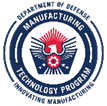 DEPARTMENT OF DEFENSE
MANUFACTURING
TECHNOLOGY PROGRAM
INNOVATING MANUFACTURING